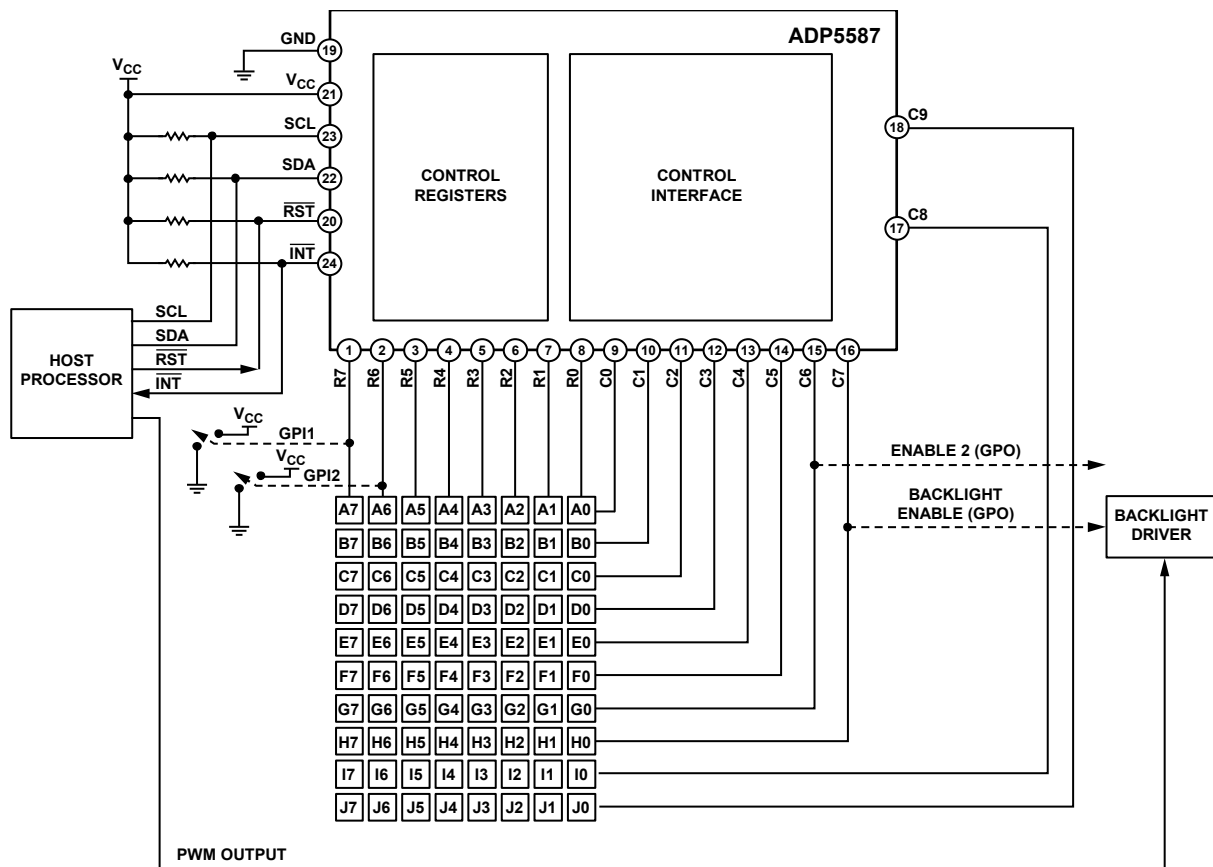 ADP5587
GND
19
VCC
VCC
21
SCL
23
SDA
22
RST
20
INT
24
CONTROL
REGISTERS
CONTROL
INTERFACE
C9
18
C8
17
HOST
PROCESSOR
SCL
SDA
RST
INT
1 2 3 4 5 6 7 8 9 10 11 12 13 14 15 16
R7 R6 R5 R4 R3 R2 R1 R0 C0 C1 C2 C3 C4 C5 C6 C7
VCC
GPI1
VCC
GPI2
ENABLE 2 (GPO)
BACKLIGHT
ENABLE (GPO)
BACKLIGHT
DRIVER
A7 A6 A5 A4 A3 A2 A1 A0
B7 B6 B5 B4 B3 B2 B1 B0
C7 C6 C5 C4 C3 C2 C1 C0
D7 D6 D5 D4 D3 D2 D1 D0
E7 E6 E5 E4 E3 E2 E1 E0
F7 F6 F5 F4 F3 F2 F1 F0
G7 G6 G5 G4 G3 G2 G1 G0
H7 H6 H5 H4 H3 H2 H1 H0
I7 I6 I5 I4 I3 I2 I1 I0
J7 J6 J5 J4 J3 J2 J1 J0
PWM OUTPUT